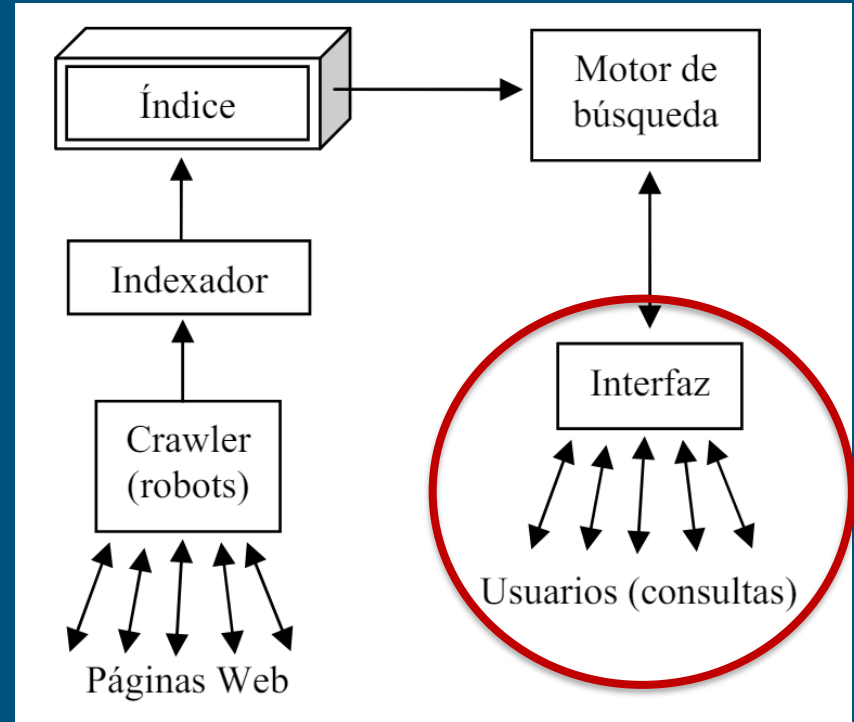 Índice
Motor de
búsqueda
Indexador
Interfaz
Crawler
(robots)
Usuarios (consultas)
Páginas Web